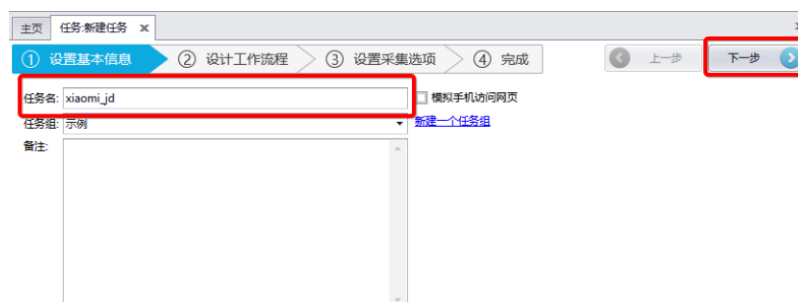 主页 任务:新建任务 ×
① 设置基本信息 ② 设计工作流程 ③ 设置采集选项 ④ 完成 上一步 下一步
任务名: xiaomi_jd 模拟手机访问网页
任务组: 示例 新建一个任务组
备注: